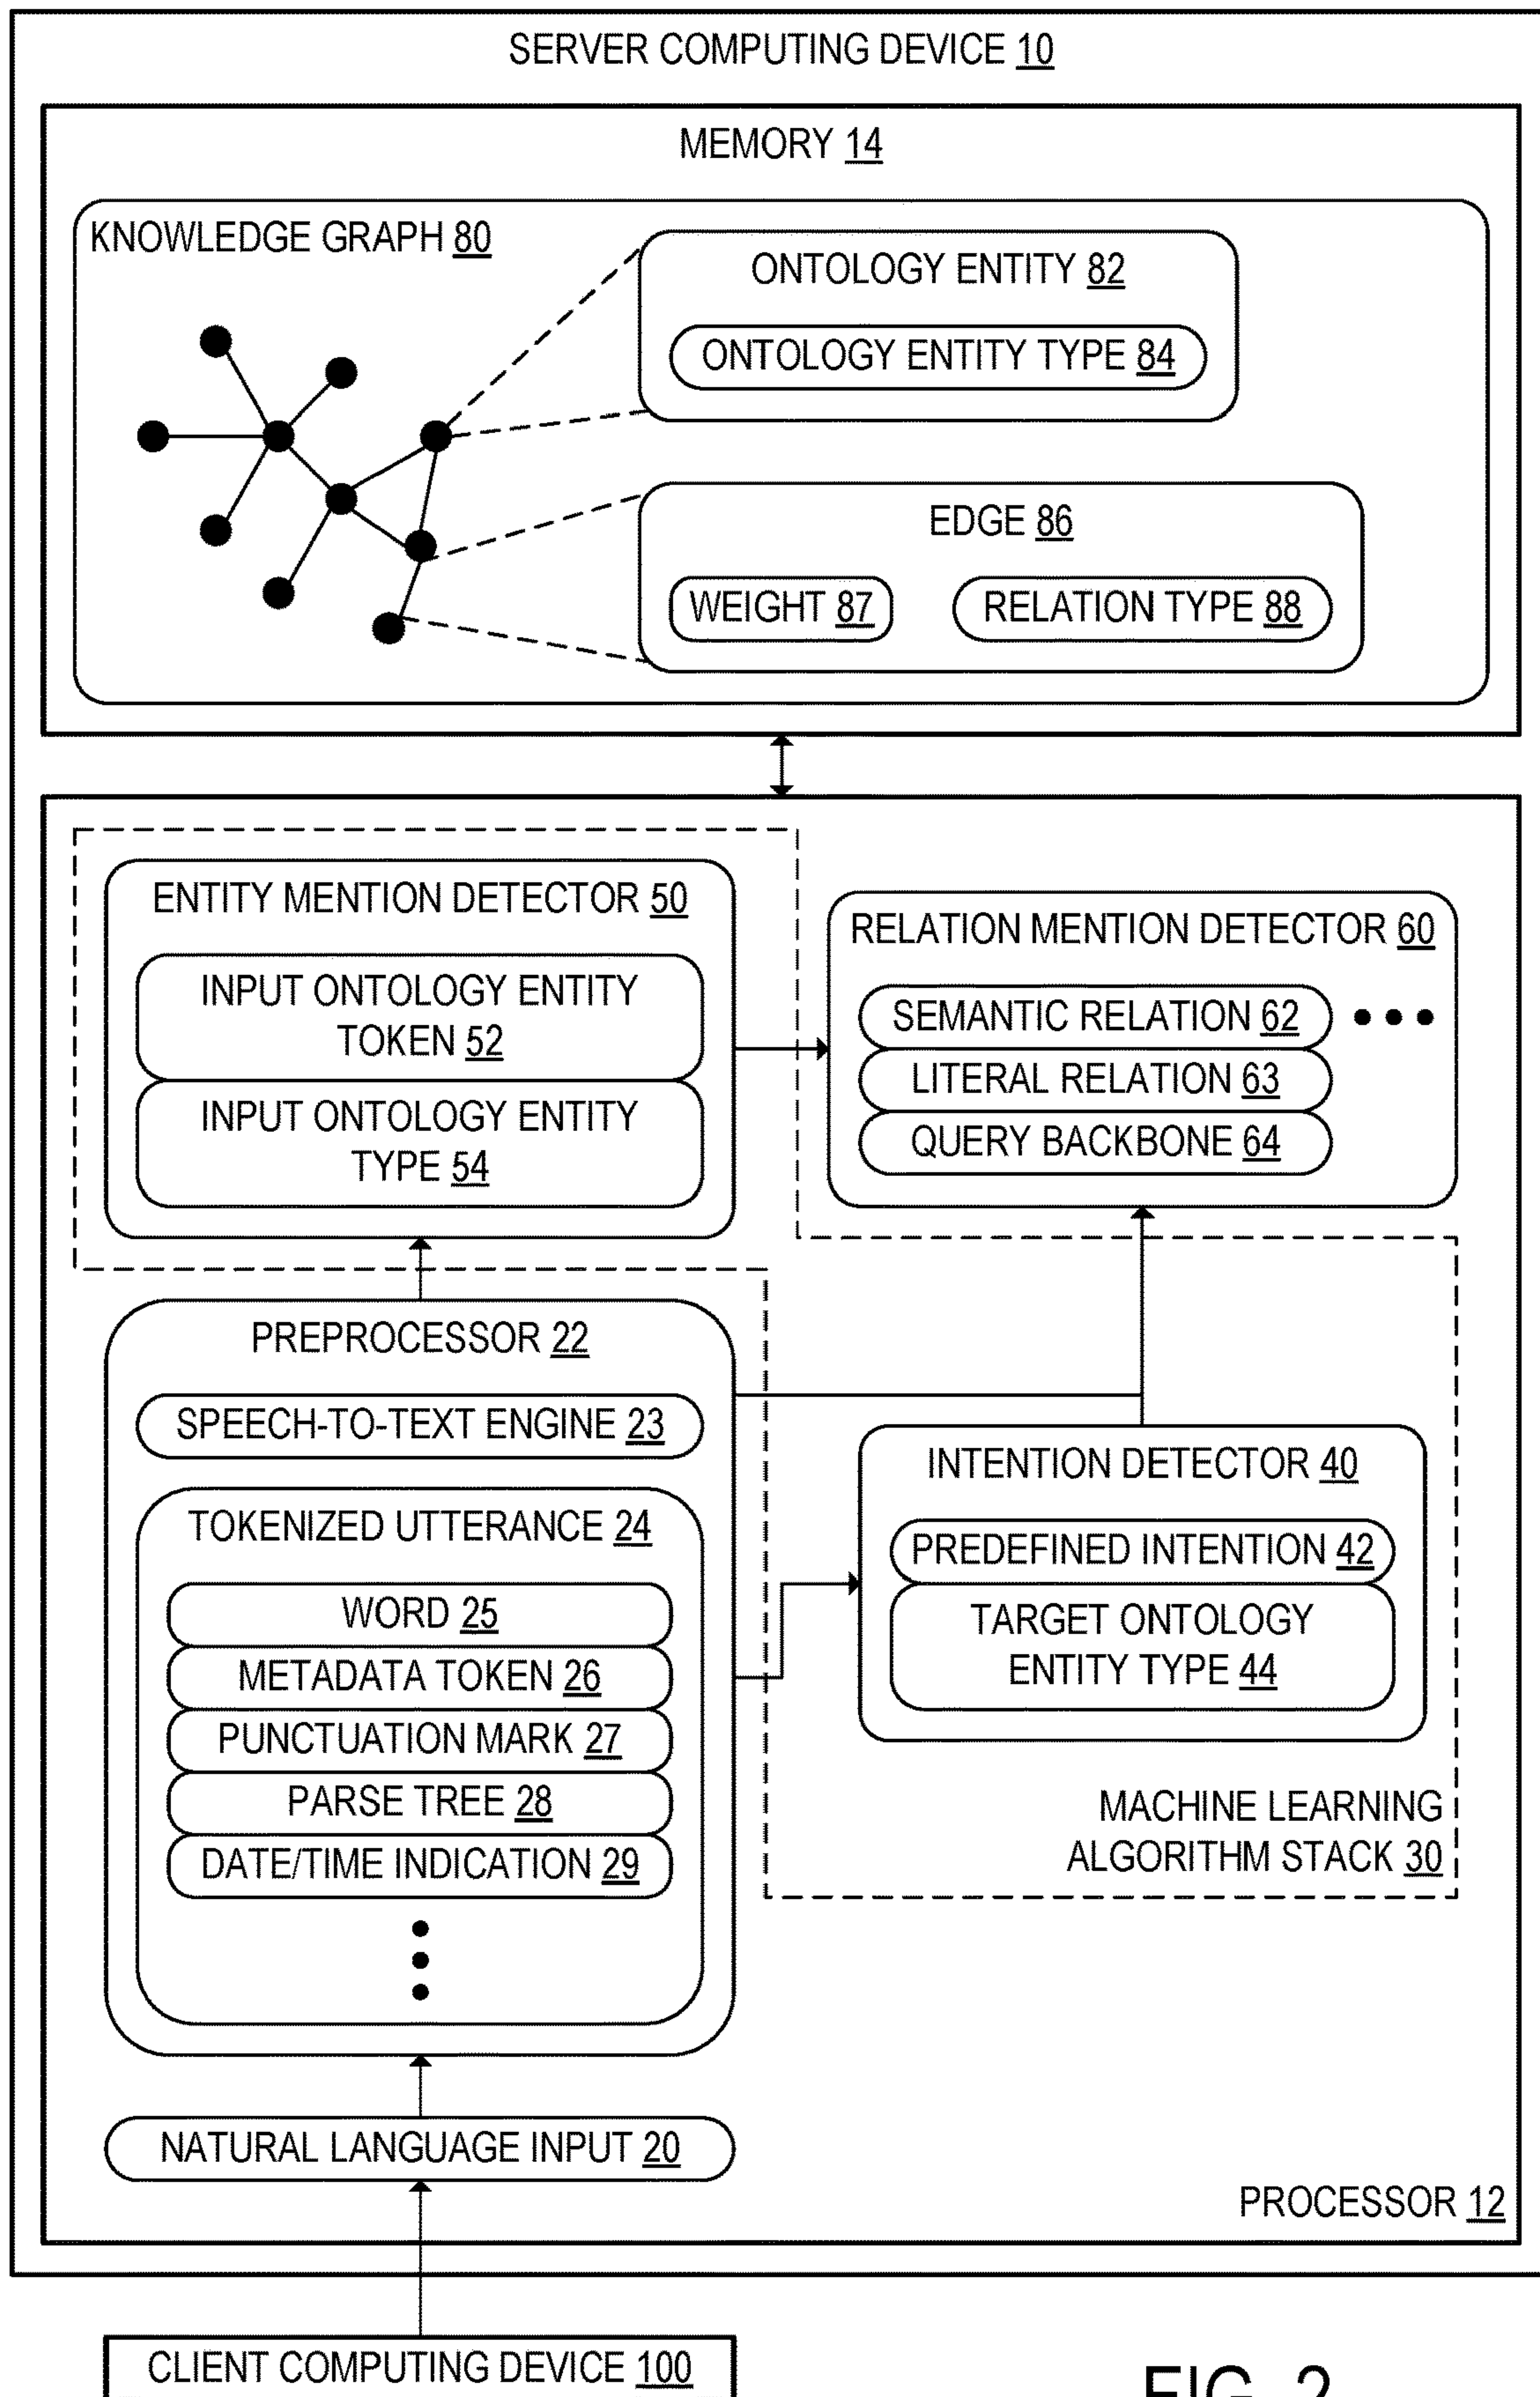 SERVER COMPUTING DEVICE 10
MEMORY 14
KNOWLEDGE GRAPH 80
ONTOLOGY ENTITY 82
ONTOLOGY ENTITY TYPE 84
EDGE 86
WEIGHT 87
RELATION TYPE 88
ENTITY MENTION DETECTOR 50
INPUT ONTOLOGY ENTITY
TOKEN 52
INPUT ONTOLOGY ENTITY
TYPE 54
RELATION MENTION DETECTOR 60
SEMANTIC RELATION 62
LITERAL RELATION 63
QUERY BACKBONE 64
PREPROCESSOR 22
SPEECH-TO-TEXT ENGINE 23
TOKENIZED UTTERANCE 24
WORD 25
METADATA TOKEN 26
PUNCTUATION MARK 27
PARSE TREE 28
DATE/TIME INDICATION 29
INTENTION DETECTOR 40
PREDEFINED INTENTION 42
TARGET ONTOLOGY
ENTITY TYPE 44
MACHINE LEARNING
ALGORITHM STACK 30
NATURAL LANGUAGE INPUT 20
PROCESSOR 12
CLIENT COMPUTING DEVICE 100
FIG. 2